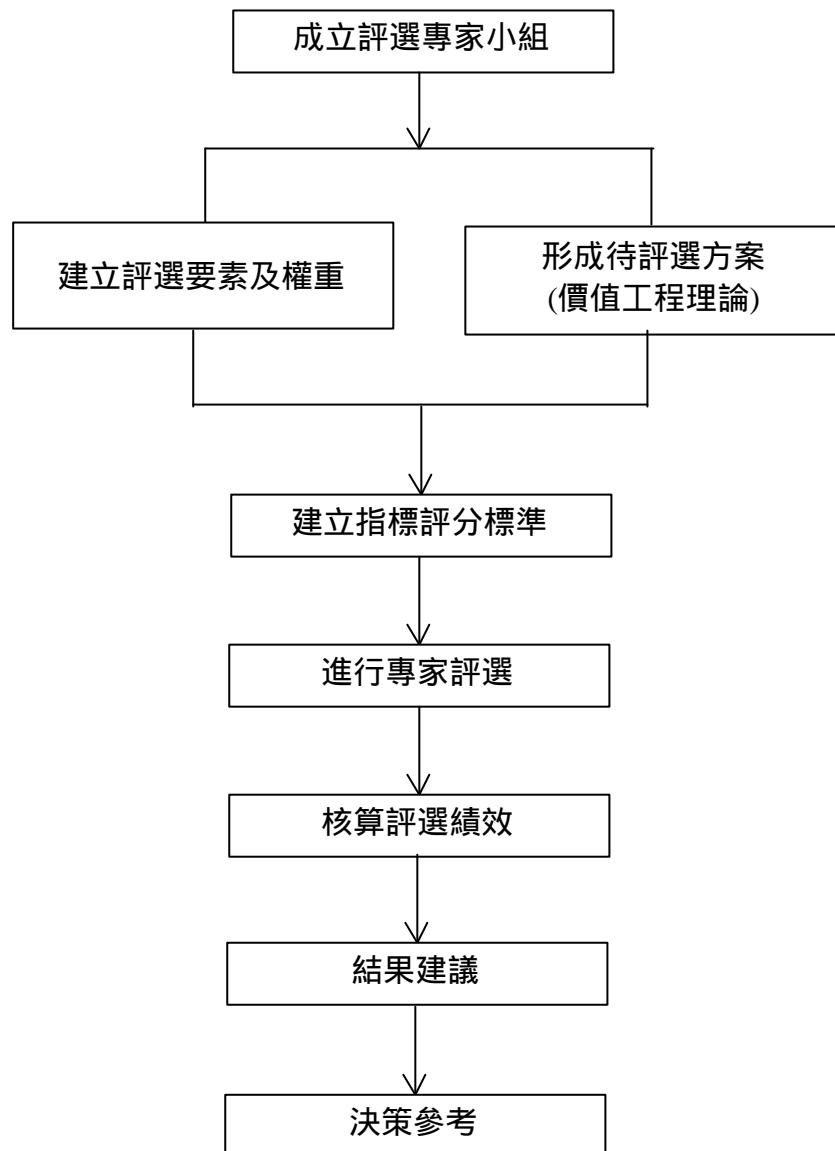 成立評選專家小組
建立評選要素及權重
形成待評選方案
(價值工程理論)
建立指標評分標準
進行專家評選
核算評選績效
結果建議
決策參考